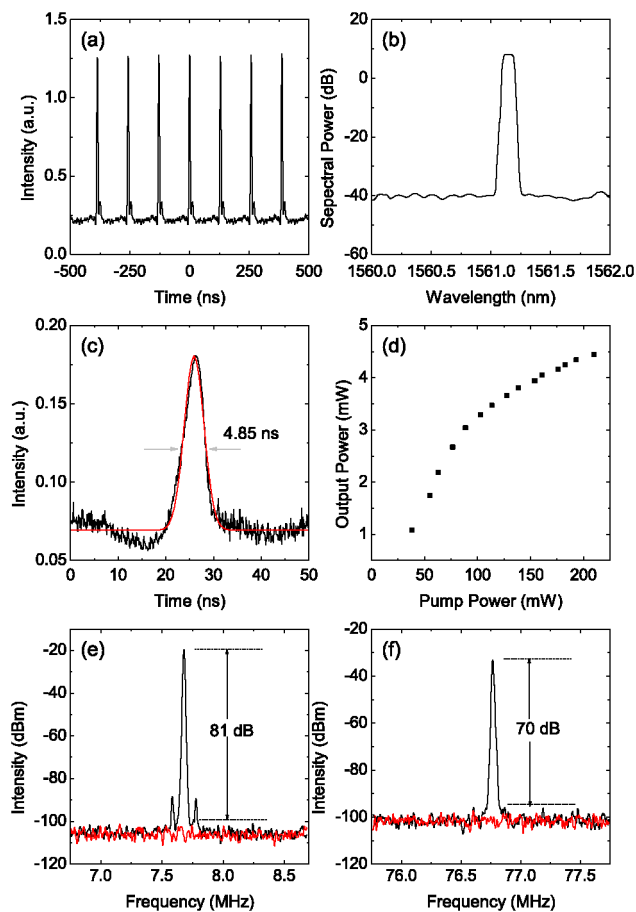 (a)
1.5
1.0
0.5
0.0
Intensity (a.u.)
-500 -250 0 250 500
Time (ns)
(b)
20
0
-20
-40
-60
Sepectral Power (dB)
1560.0 1560.5 1561.0 1561.5 1562.0
Wavelength (nm)
(c)
0.20
0.15
0.10
0.05
Intensity (a.u.)
4.85 ns
0 10 20 30 40 50
Time (ns)
(d)
5
4
3
2
1
Output Power (mW)
0 50 100 150 200
Pump Power (mW)
(e)
-20
-40
-60
-80
-100
-120
Intensity (dBm)
81 dB
7.0 7.5 8.0 8.5
Frequency (MHz)
(f)
-20
-40
-60
-80
-100
-120
Intensity (dBm)
70 dB
76.0 76.5 77.0 77.5
Frequency (MHz)